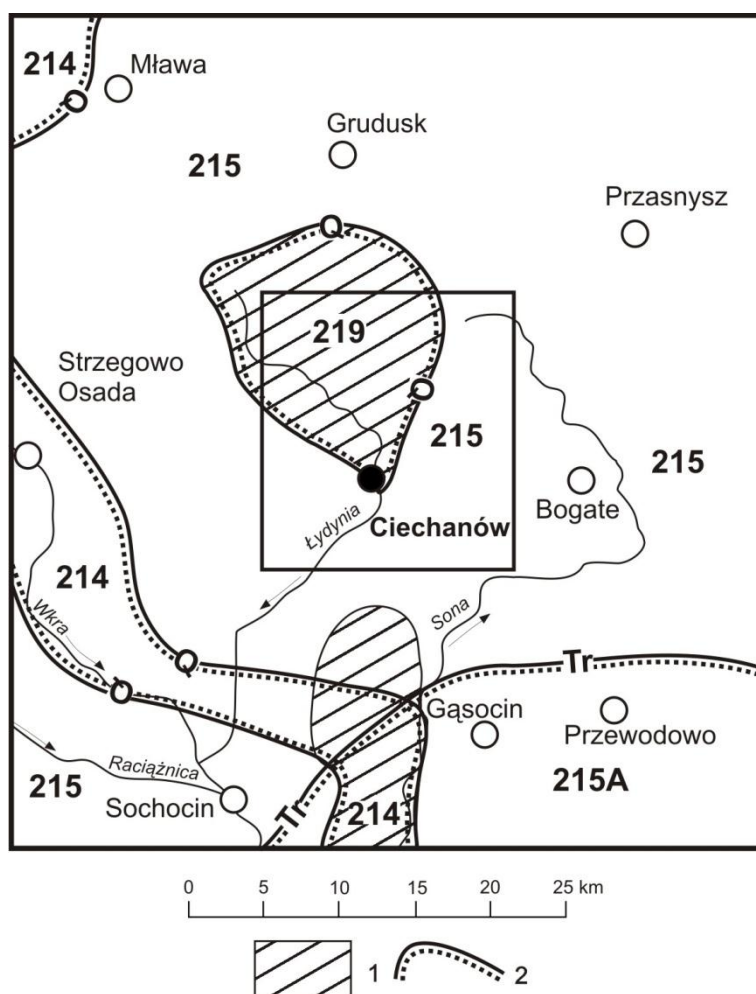 214
Mława
Q
Grudusk
215
Przasnysz
Q
219
Strzegowo
Osada
Q
215
215
Bogate
Łydynia
Ciechanów
214
Wkra
Sona
Q
Tr
Q
Gąsocin
Przewodowo
Raciążnica
215
215A
Sochocin
Tr
214
0 5 10 15 20 25 km
1 2